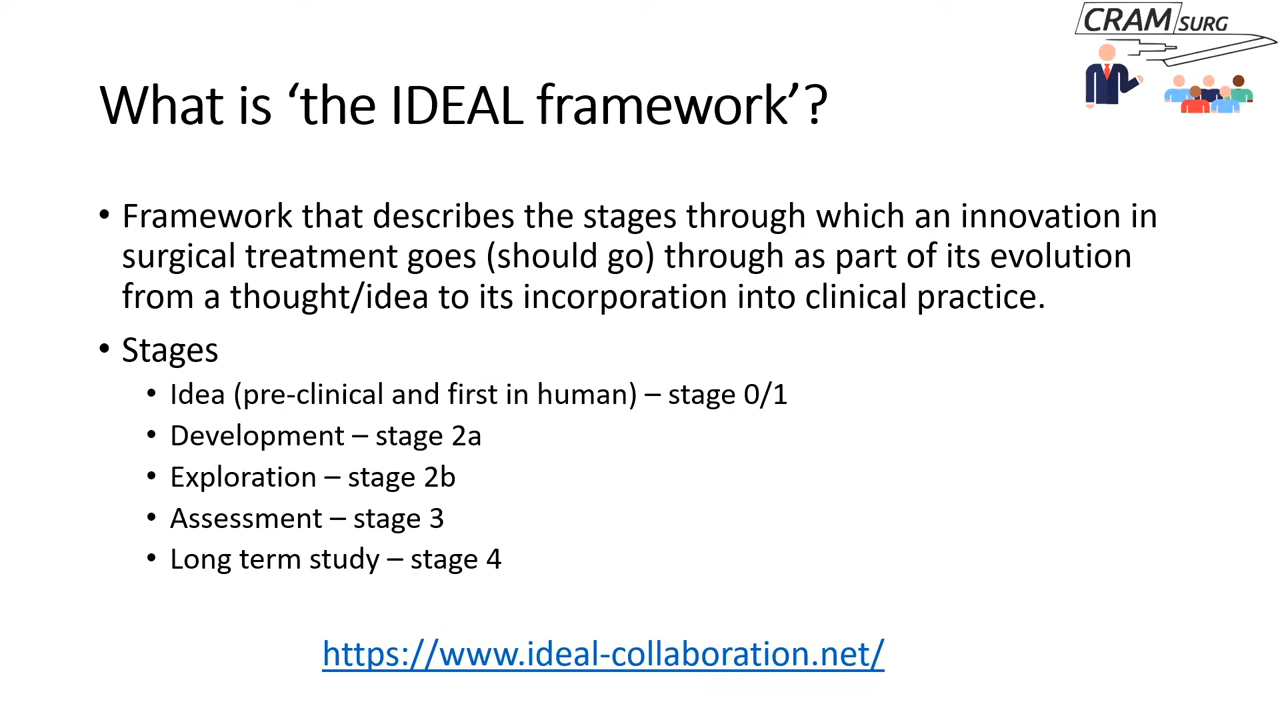 CRAM SURG
What is ‘the IDEAL framework’?
• Framework that describes the stages through which an innovation in
surgical treatment goes (should go) through as part of its evolution
from a thought/idea to its incorporation into clinical practice.
• Stages
• Idea (pre-clinical and first in human) – stage 0/1
• Development – stage 2a
• Exploration – stage 2b
• Assessment – stage 3
• Long term study – stage 4
https://www.ideal-collaboration.net/